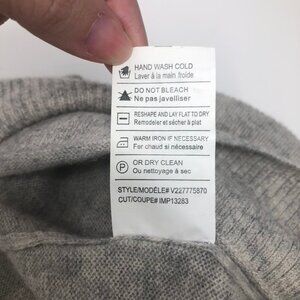 HAND WASH COLD
Laver à la main froide
DO NOT BLEACH
Ne pas javelliser
RESHAPE AND LAY FLAT TO DRY
Remodeler et sécher à plat
WARM IRON IF NECESSARY
Fer chaud si nécessaire
P OR DRY CLEAN
Ou nettoyage à sec
STYLE/MODÈLE# V227775870
CUT/COUPE# IMP13283